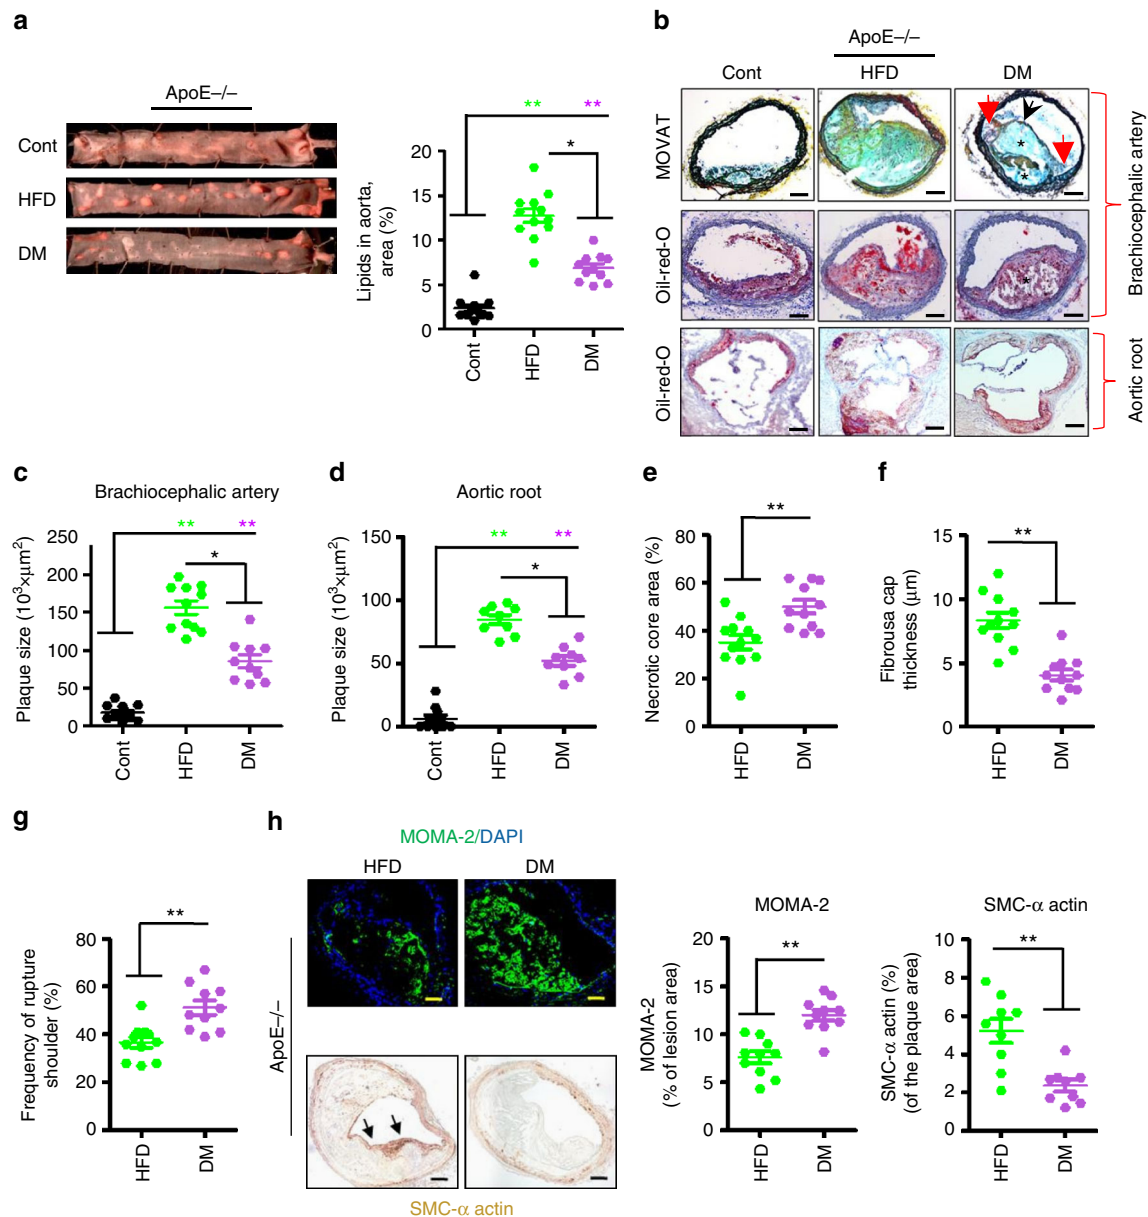 a
ApoE–/–
Cont
HFD
DM
Lipids in aorta,
area (%)
20
15
10
5
0
** **
*
Cont
HFD
DM
b
ApoE–/–
Cont
HFD
DM
MOVAT
*
*
Oil-red-O
*
Oil-red-O
Brachiocephalic artery
Aortic root
c
Brachiocephalic artery
Plaque size (10³×µm²)
250
200
150
100
50
0
** **
*
Cont
HFD
DM
d
Aortic root
Plaque size (10³×µm²)
150
100
50
0
** **
*
Cont
HFD
DM
e
Necrotic core area (%)
80
60
40
20
0
**
HFD
DM
f
Fibrousa cap
thickness (µm)
15
10
5
0
**
HFD
DM
g
Frequency of rupture
shoulder (%)
80
60
40
20
0
**
HFD
DM
h
MOMA-2/DAPI
HFD
DM
ApoE–/–
SMC-α actin
MOMA-2
MOMA-2
(% of lesion area)
20
15
10
5
0
**
HFD
DM
SMC-α actin
SMC-α actin (%)
(of the plaque area)
10
8
6
4
2
0
**
HFD
DM